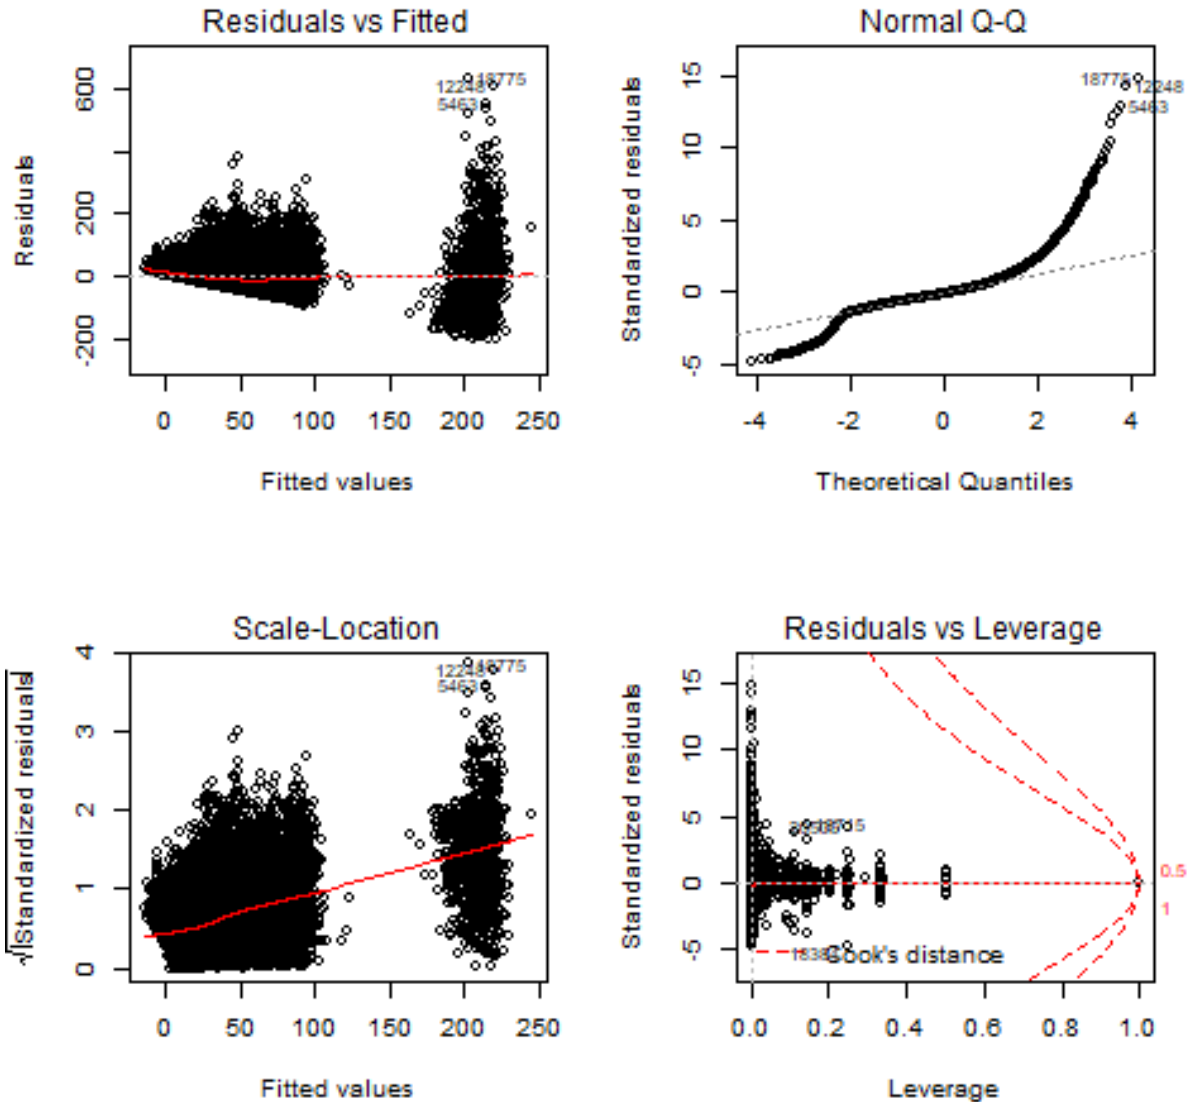 Residuals vs Fitted
Residuals
600
200
0
-200
18775
12248
5463
0 50 100 150 200 250
Fitted values
Normal Q-Q
Standardized residuals
15
10
5
0
-5
18775
12248
5463
-4 -2 0 2 4
Theoretical Quantiles
Scale-Location
√|Standardized residuals|
4
3
2
1
0
12248
18775
5463
0 50 100 150 200 250
Fitted values
Residuals vs Leverage
Standardized residuals
15
10
5
0
-5
0.5
1
Cook's distance
0.0 0.2 0.4 0.6 0.8 1.0
Leverage